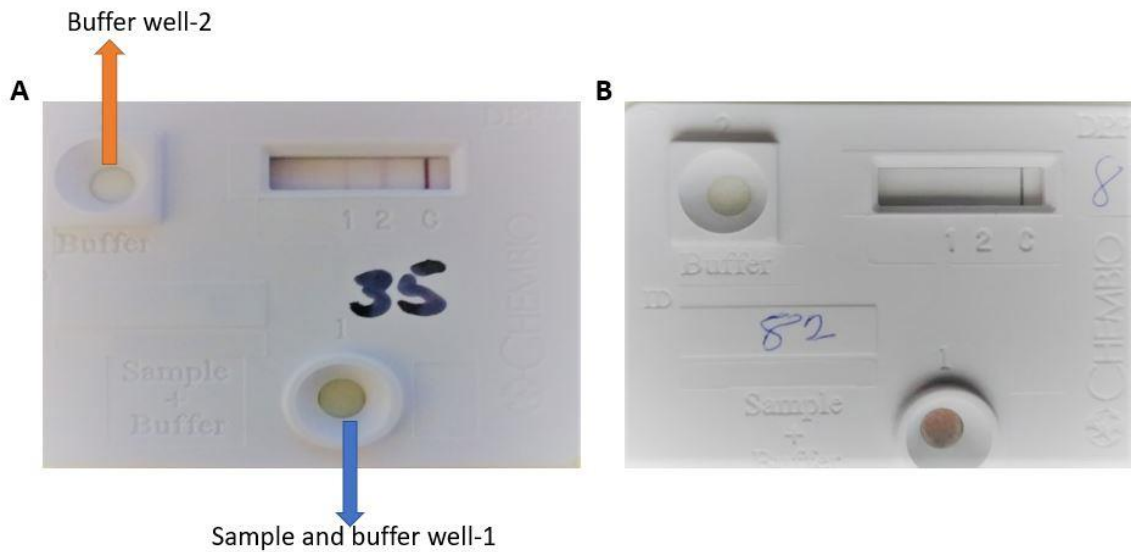 Buffer well-2
A
B
Buffer
1 2 C
35
CHEMBIO
1
Sample
+
Buffer
2
Buffer
1 2 C
8
ID
82
CHEMBIO
1
Sample
+
Buffer
Sample and buffer well-1